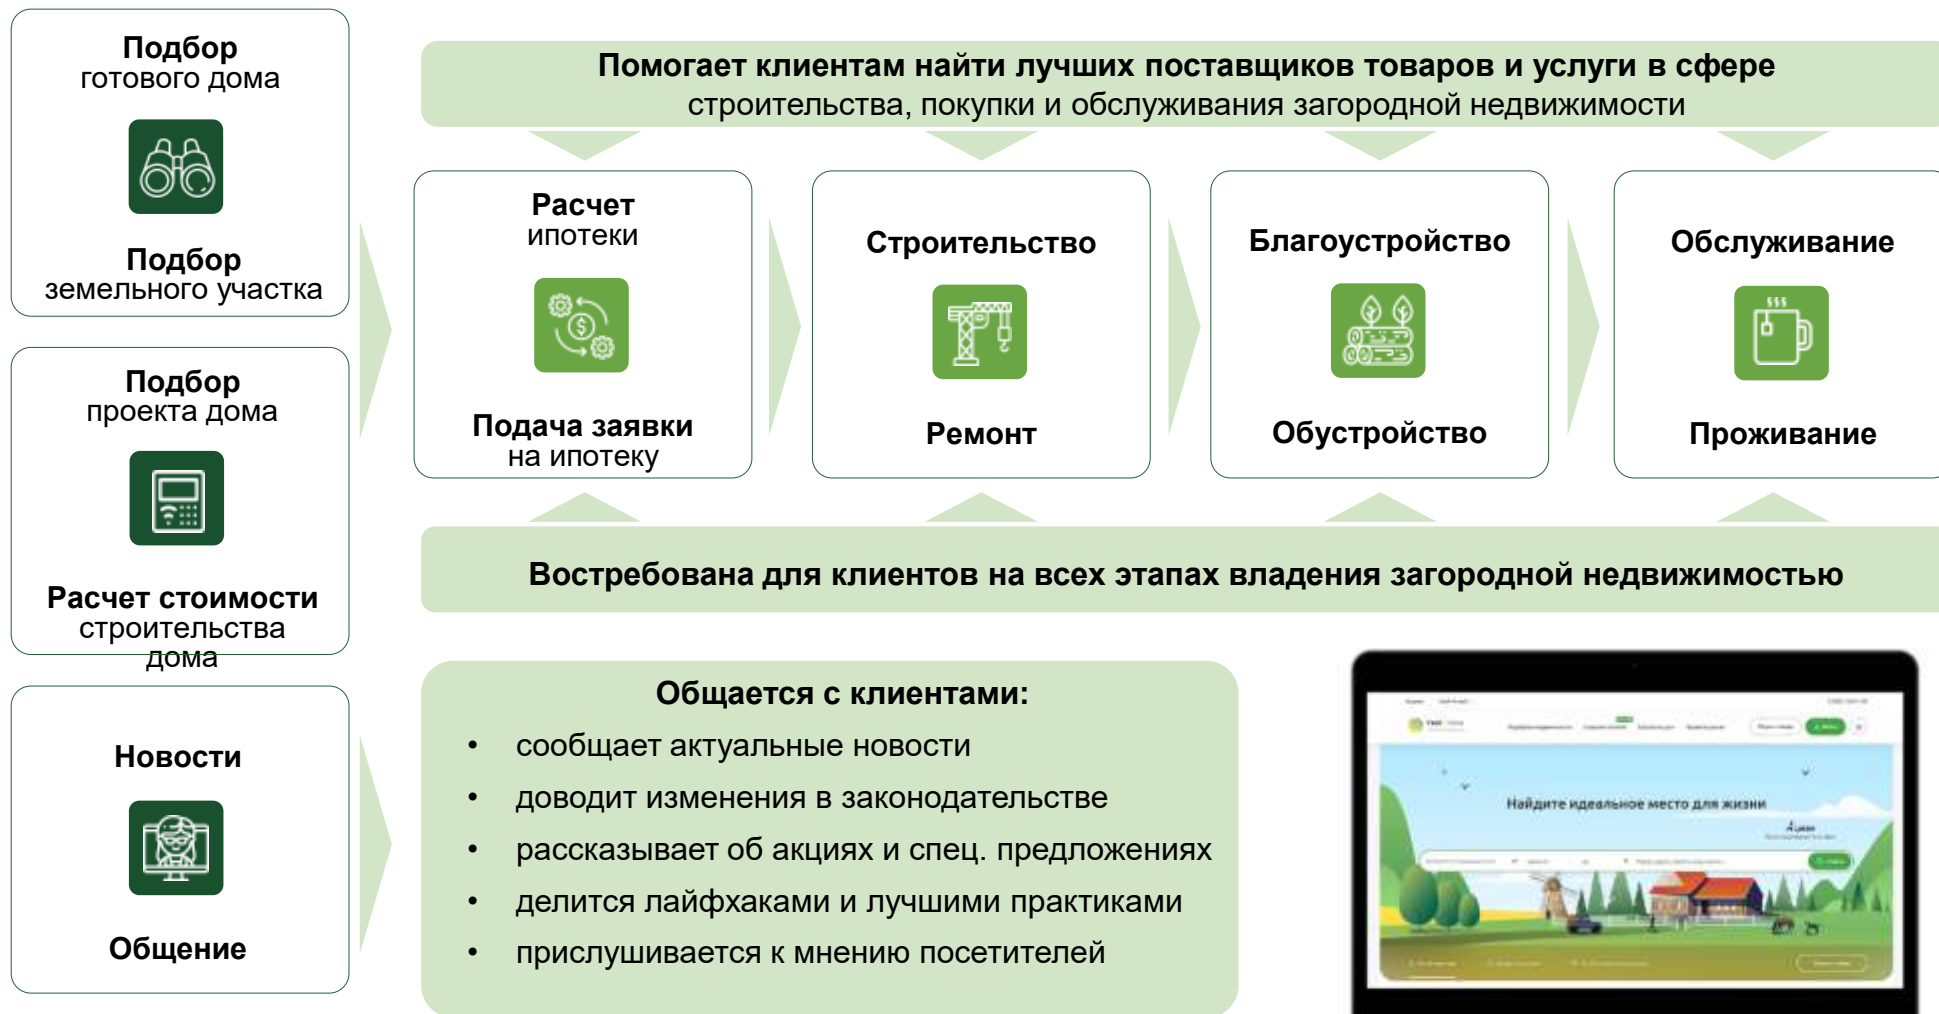 Подбор
готового дома
Подбор
земельного участка
Подбор
проекта дома
Расчет стоимости
строительства
дома
Новости
Общение
Помогает клиентам найти лучших поставщиков товаров и услуги в сфере
строительства, покупки и обслуживания загородной недвижимости
Расчет
ипотеки
Подача заявки
на ипотеку
Строительство
Ремонт
Благоустройство
Обустройство
Обслуживание
Проживание
Востребована для клиентов на всех этапах владения загородной недвижимостью
Общается с клиентами:
• сообщает актуальные новости
• доводит изменения в законодательстве
• рассказывает об акциях и спец. предложениях
• делится лайфхаками и лучшими практиками
• прислушивается к мнению посетителей
Найдите идеальное место для жизни